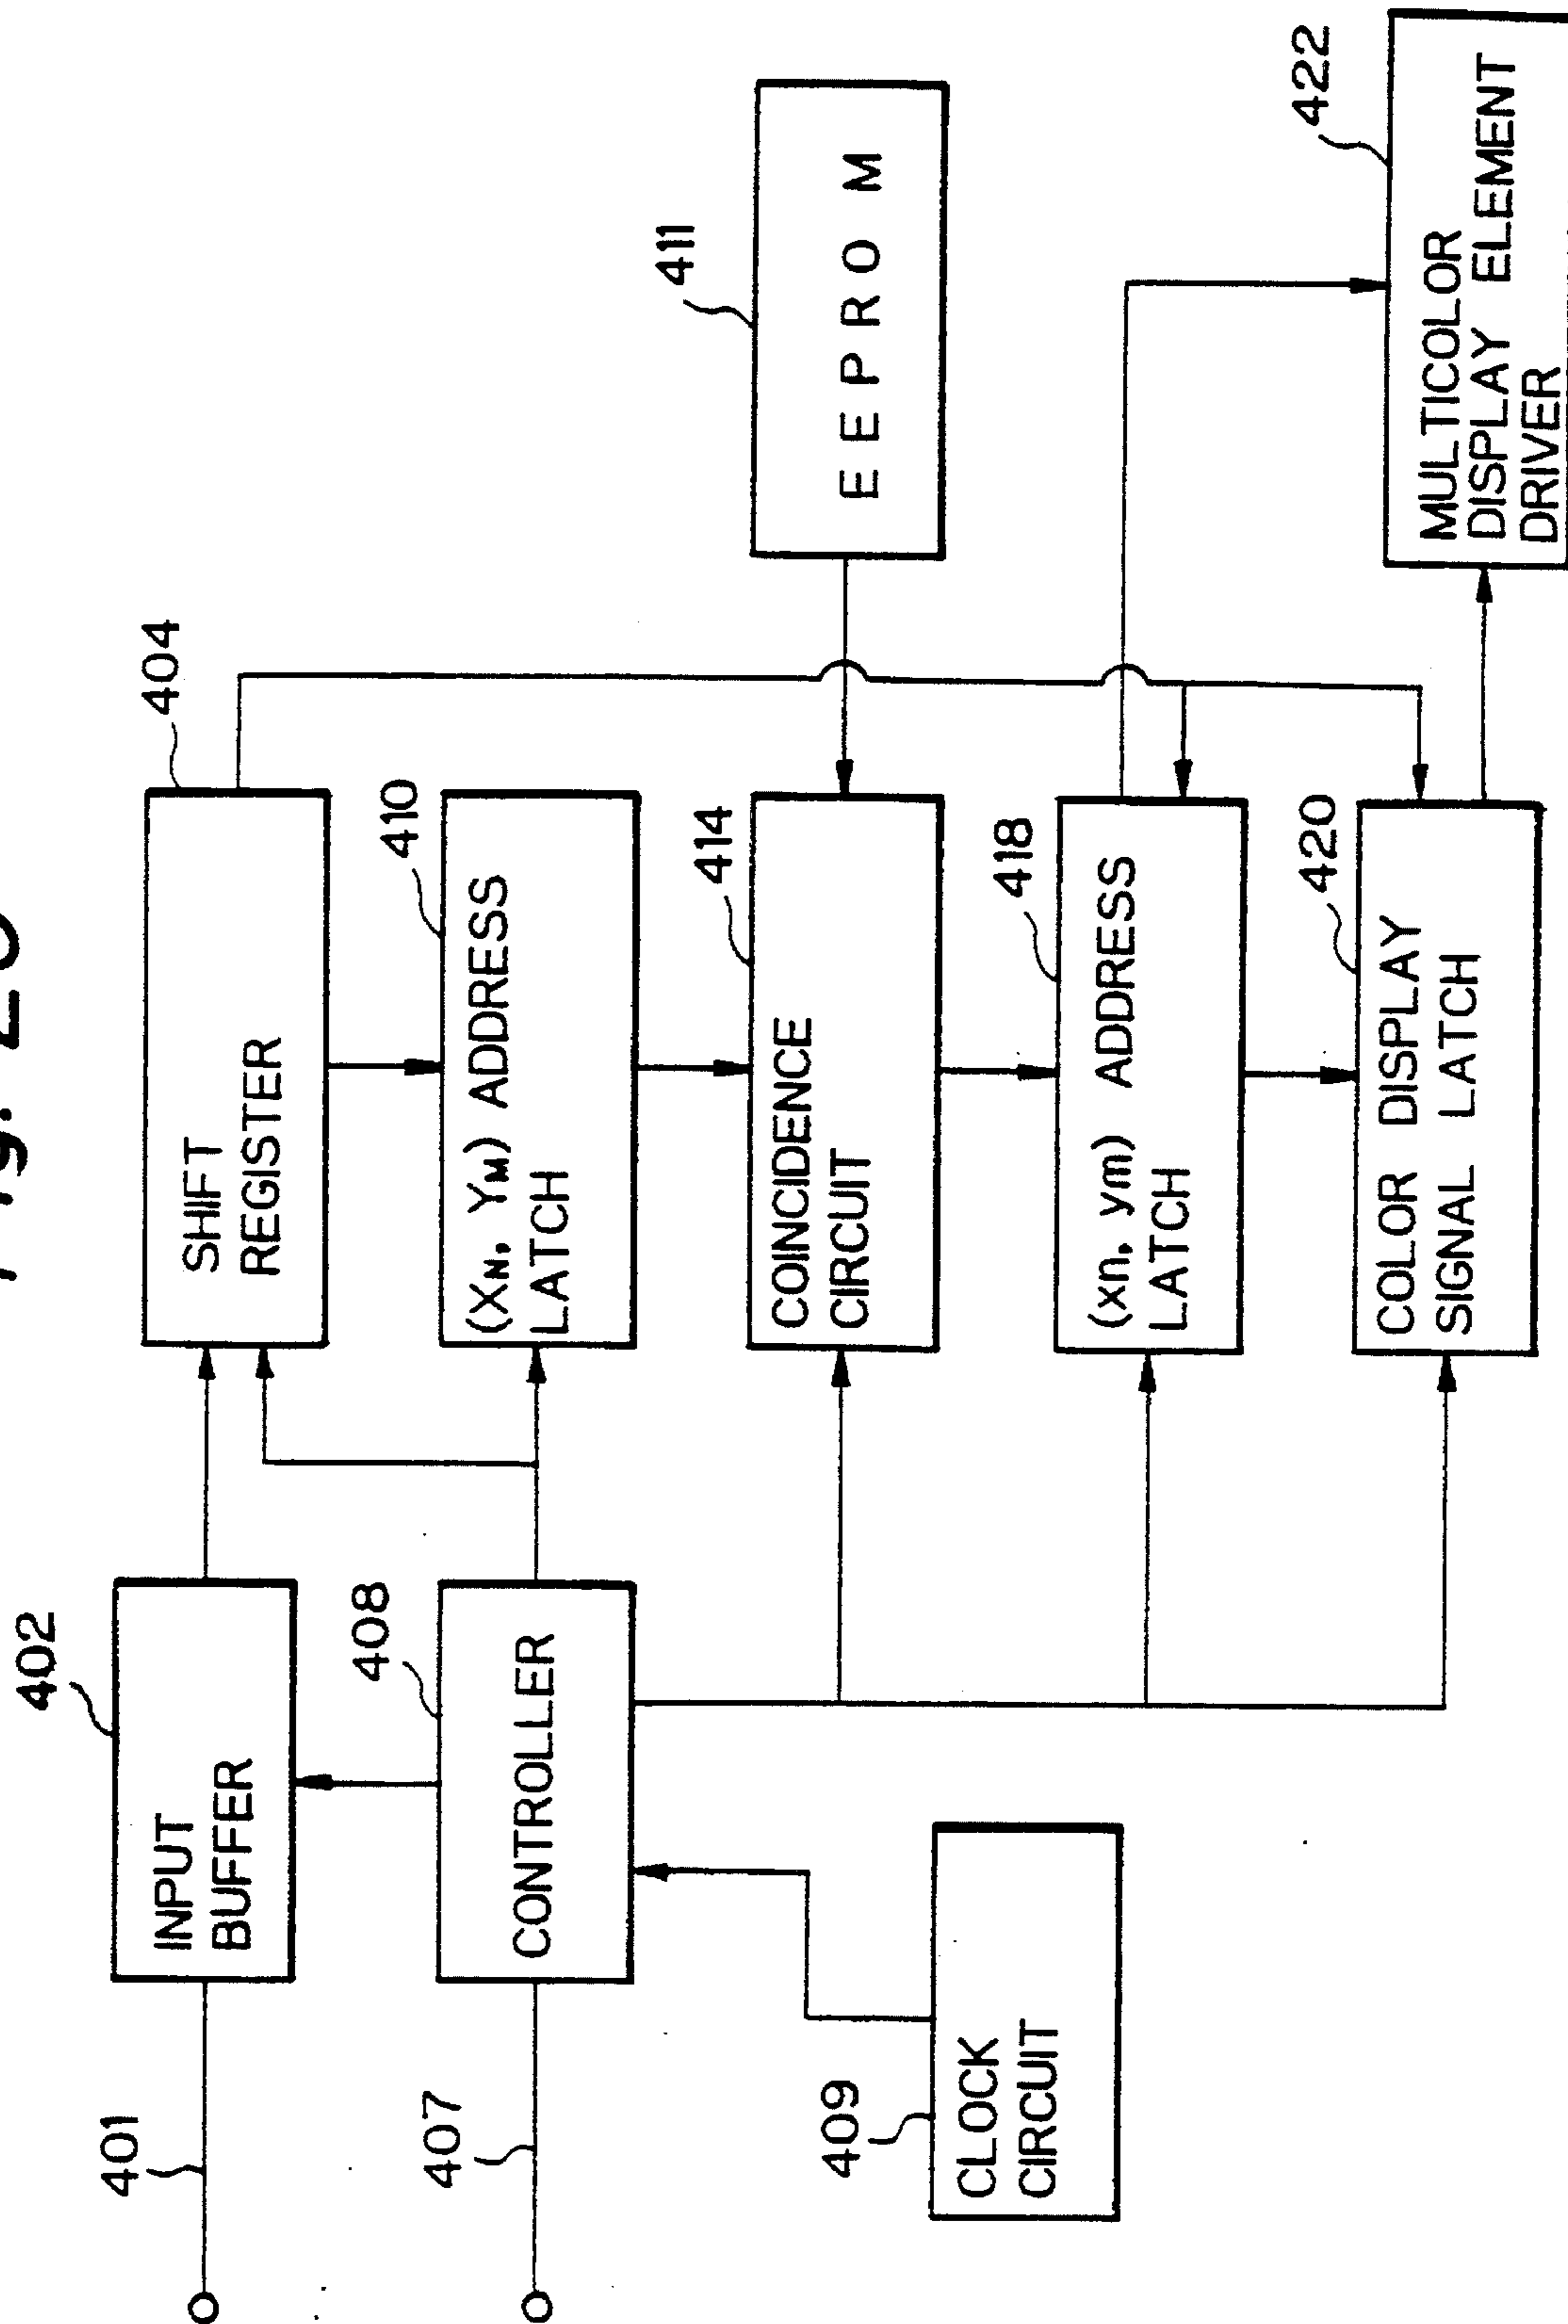 Fig.
401
402
INPUT
BUFFER
404
SHIFT
REGISTER
407
408
CONTROLLER
410
(XN, YM) ADDRESS
LATCH
409
CLOCK
CIRCUIT
414
COINCIDENCE
CIRCUIT
411
EEPROM
418
(xn, ym) ADDRESS
LATCH
420
COLOR DISPLAY
SIGNAL LATCH
422
MULTICOLOR
DISPLAY ELEMENT
DRIVER